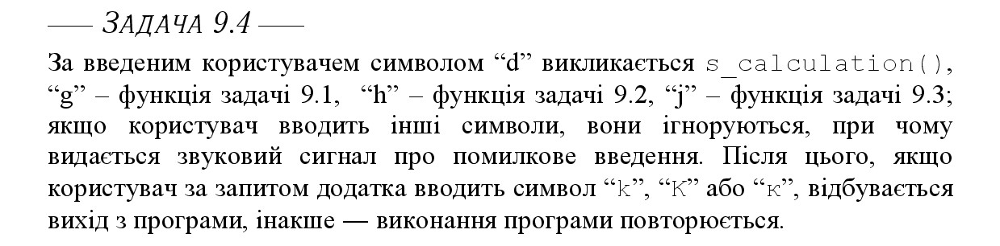 — ЗАДАЧА 9.4 —
За введеним користувачем символом “d” викликається s_calculation(),
“g” – функція задачі 9.1, “h” – функція задачі 9.2, “j” – функція задачі 9.3;
якщо користувач вводить інші символи, вони ігноруються, при чому
видається звуковий сигнал про помилкове введення. Після цього, якщо
користувач за запитом додатка вводить символ “k”, “K” або “к”, відбувається
вихід з програми, інакше — виконання програми повторюється.